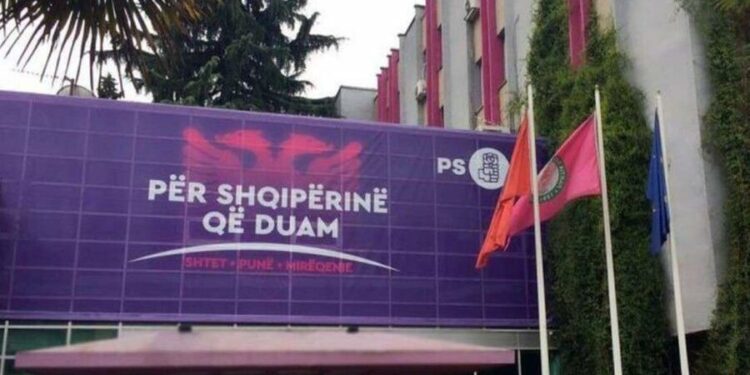 PËR SHQIPËRINË
QË DUAM
SHTET • PUNË • MIRËQENIE
PS